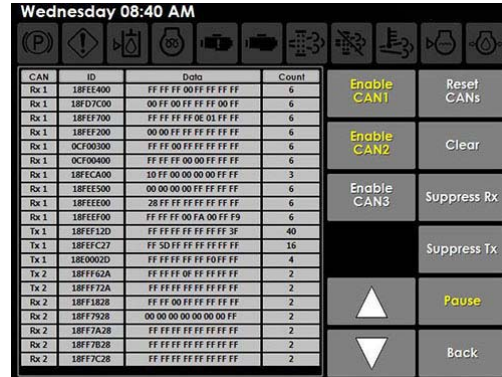 Wednesday 08:40 AM
(P)
CAN ID Data Count
Rx 1 18FEE400 FF FF FF 00 FF FF FF FF 6
Rx 1 18FD7C00 00 FF 00 FF FF FF 00 FF 6
Rx 1 18FEF700 FF FF FF FF 0E 01 FF FF 6
Rx 1 18FEF200 00 00 FF FF FF FF FF FF 6
Rx 1 0CF00300 FF FF 00 FF FF FF FF FF 6
Rx 1 0CF00400 FF FF FF 00 00 FF FF FF 6
Rx 1 18FECA00 10 FF 00 00 00 00 FF FF 3
Rx 1 18FEE500 00 00 00 00 FF FF FF FF 6
Rx 1 18FEEE00 28 FF FF FF FF FF FF FF 6
Rx 1 18FEEF00 FF FF FF 00 FA 00 FF F9 6
Tx 1 18FEF12D FF FF FF FF FF FF FF 3F 40
Tx 1 18FEFC27 FF 5D FF FF FF FF FF FF 16
Tx 1 18E0002D FF FF FF FF FF F0 FF FF 4
Tx 2 18FFF62A FF FF FF 0F FF FF FF FF 2
Tx 2 18FFF72A FF FF FF FF FF FF FF FF 2
Rx 2 18FF1828 FF FF 00 FF FF FF FF FF 2
Rx 2 18FF7928 00 00 00 00 00 00 00 FF 2
Rx 2 18FF7A28 FF FF FF FF FF FF FF FF 2
Rx 2 18FF7B28 FF FF FF FF FF FF FF FF 2
Rx 2 18FF7C28 FF FF FF FF FF FF FF FF 2
Enable
CAN1
Reset
CANs
Enable
CAN2
Clear
Enable
CAN3
Suppress Rx
Suppress Tx
Pause
Back